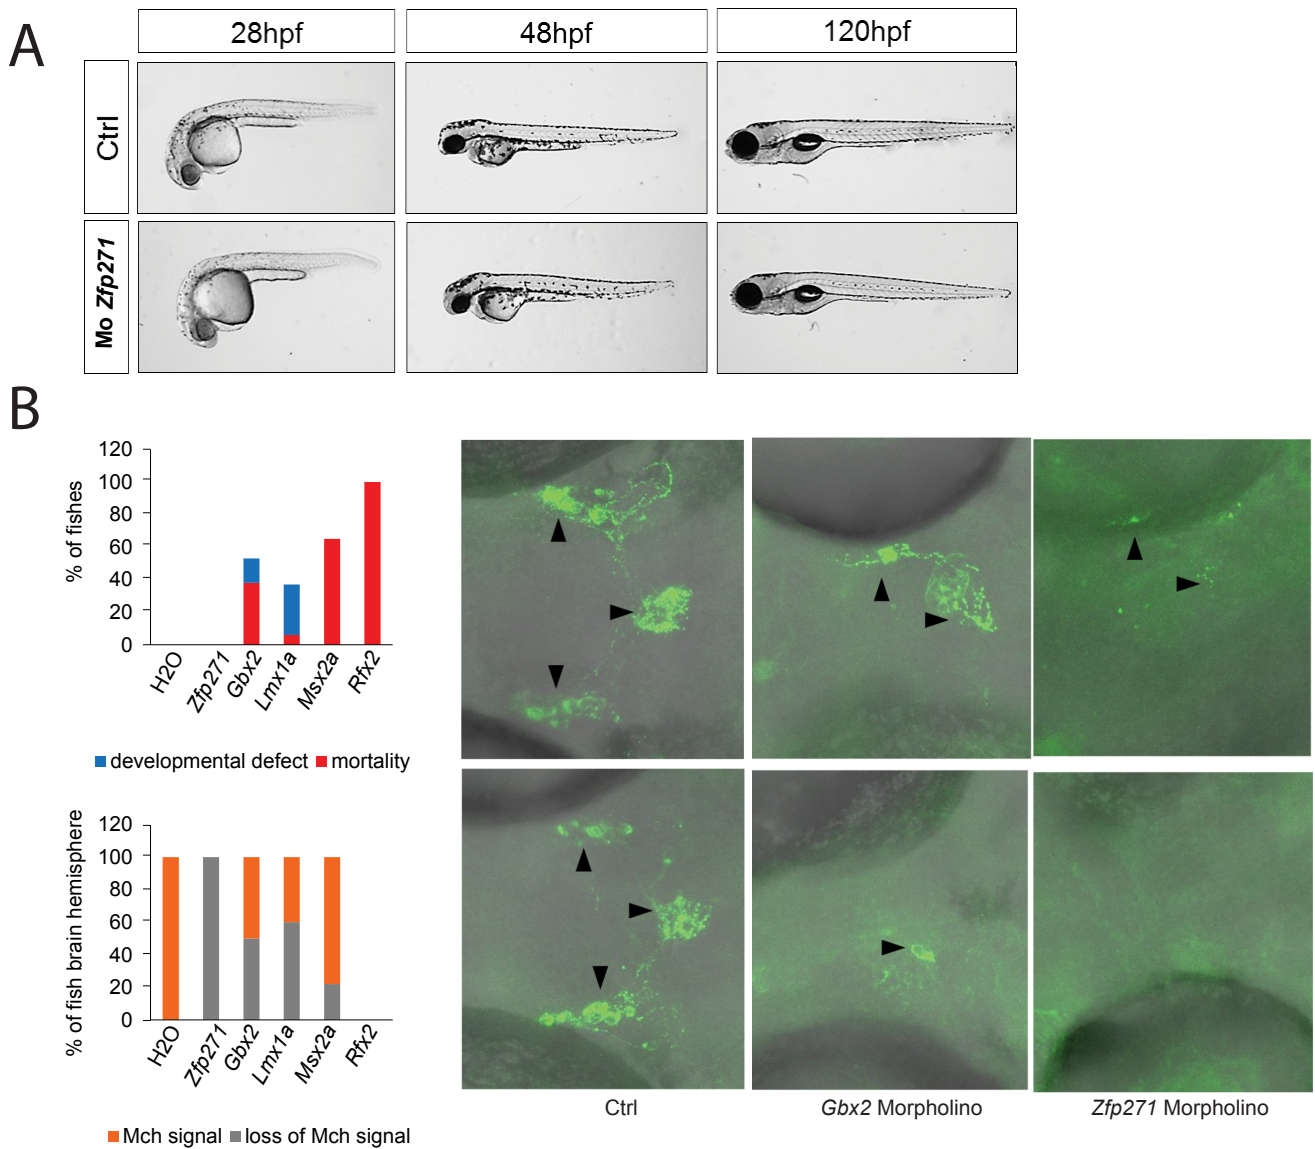 A
28hpf
48hpf
120hpf
Ctrl
Mo Zfp271
B
% of fishes
120
100
80
60
40
20
0
H2O
Zfp271
Gbx2
Lmx1a
Msx2a
Rfx2
developmental defect mortality
% of fish brain hemisphere
120
100
80
60
40
20
0
H2O
Zfp271
Gbx2
Lmx1a
Msx2a
Rfx2
Mch signal loss of Mch signal
Ctrl
Gbx2 Morpholino
Zfp271 Morpholino